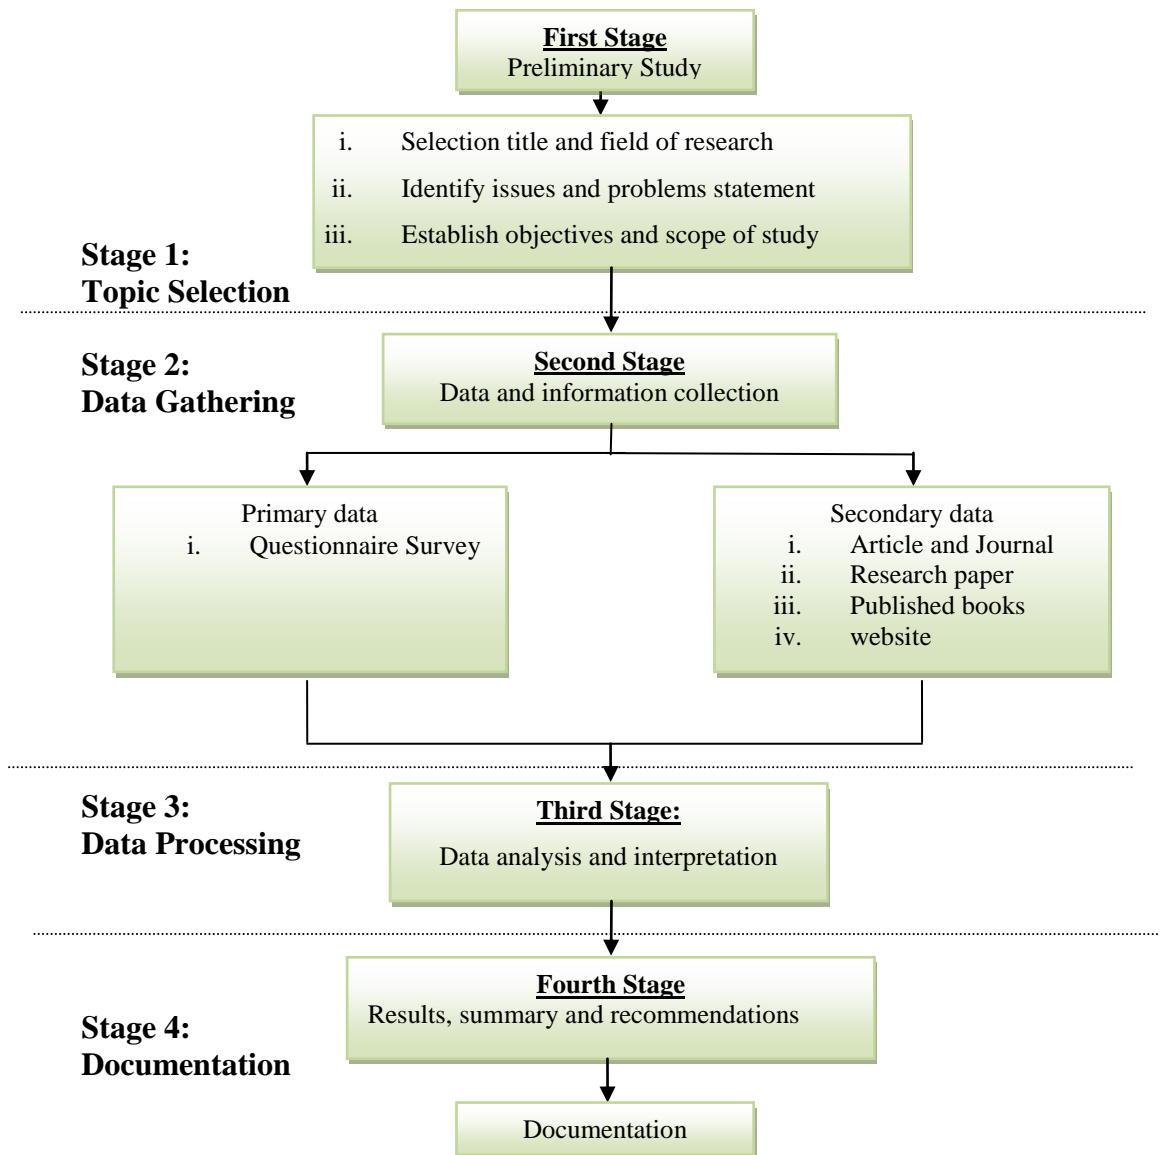 First Stage
Preliminary Study
i. Selection title and field of research
ii. Identify issues and problems statement
iii. Establish objectives and scope of study
Stage 1:
Topic Selection
Stage 2:
Data Gathering
Second Stage
Data and information collection
Primary data
i. Questionnaire Survey
Secondary data
i. Article and Journal
ii. Research paper
iii. Published books
iv. website
Stage 3:
Data Processing
Third Stage:
Data analysis and interpretation
Fourth Stage
Results, summary and recommendations
Stage 4:
Documentation
Documentation